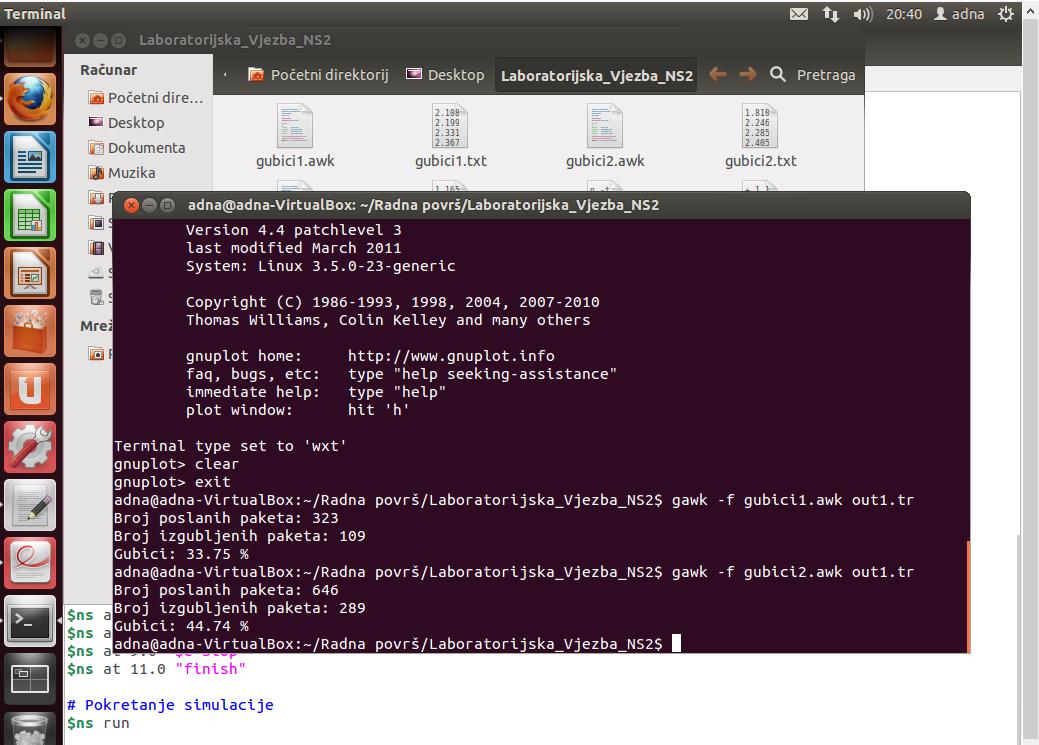 Terminal
20:40 adna
Laboratorijska_Vjezba_NS2
Računar
Početni dire...
Desktop
Dokumenta
Muzika
Mrež
Početni direktorij Desktop Laboratorijska_Vjezba_NS2 Pretraga
2.108 1.810
2.199 2.246
2.331 2.285
2.367 2.405
gubici1.awk gubici1.txt gubici2.awk gubici2.txt
1.165
adna@adna-VirtualBox: ~/Radna površ/Laboratorijska_Vjezba_NS2
Version 4.4 patchlevel 3
last modified March 2011
System: Linux 3.5.0-23-generic
Copyright (C) 1986-1993, 1998, 2004, 2007-2010
Thomas Williams, Colin Kelley and many others
gnuplot home: http://www.gnuplot.info
faq, bugs, etc: type "help seeking-assistance"
immediate help: type "help"
plot window: hit 'h'
Terminal type set to 'wxt'
gnuplot> clear
gnuplot> exit
adna@adna-VirtualBox:~/Radna površ/Laboratorijska_Vjezba_NS2$ gawk -f gubici1.awk out1.tr
Broj poslanih paketa: 323
Broj izgubljenih paketa: 109
Gubici: 33.75 %
adna@adna-VirtualBox:~/Radna površ/Laboratorijska_Vjezba_NS2$ gawk -f gubici2.awk out1.tr
Broj poslanih paketa: 646
Broj izgubljenih paketa: 289
Gubici: 44.74 %
adna@adna-VirtualBox:~/Radna površ/Laboratorijska_Vjezba_NS2$
$ns a
$ns a
$ns at
$ns at 11.0 "finish"
# Pokretanje simulacije
$ns run